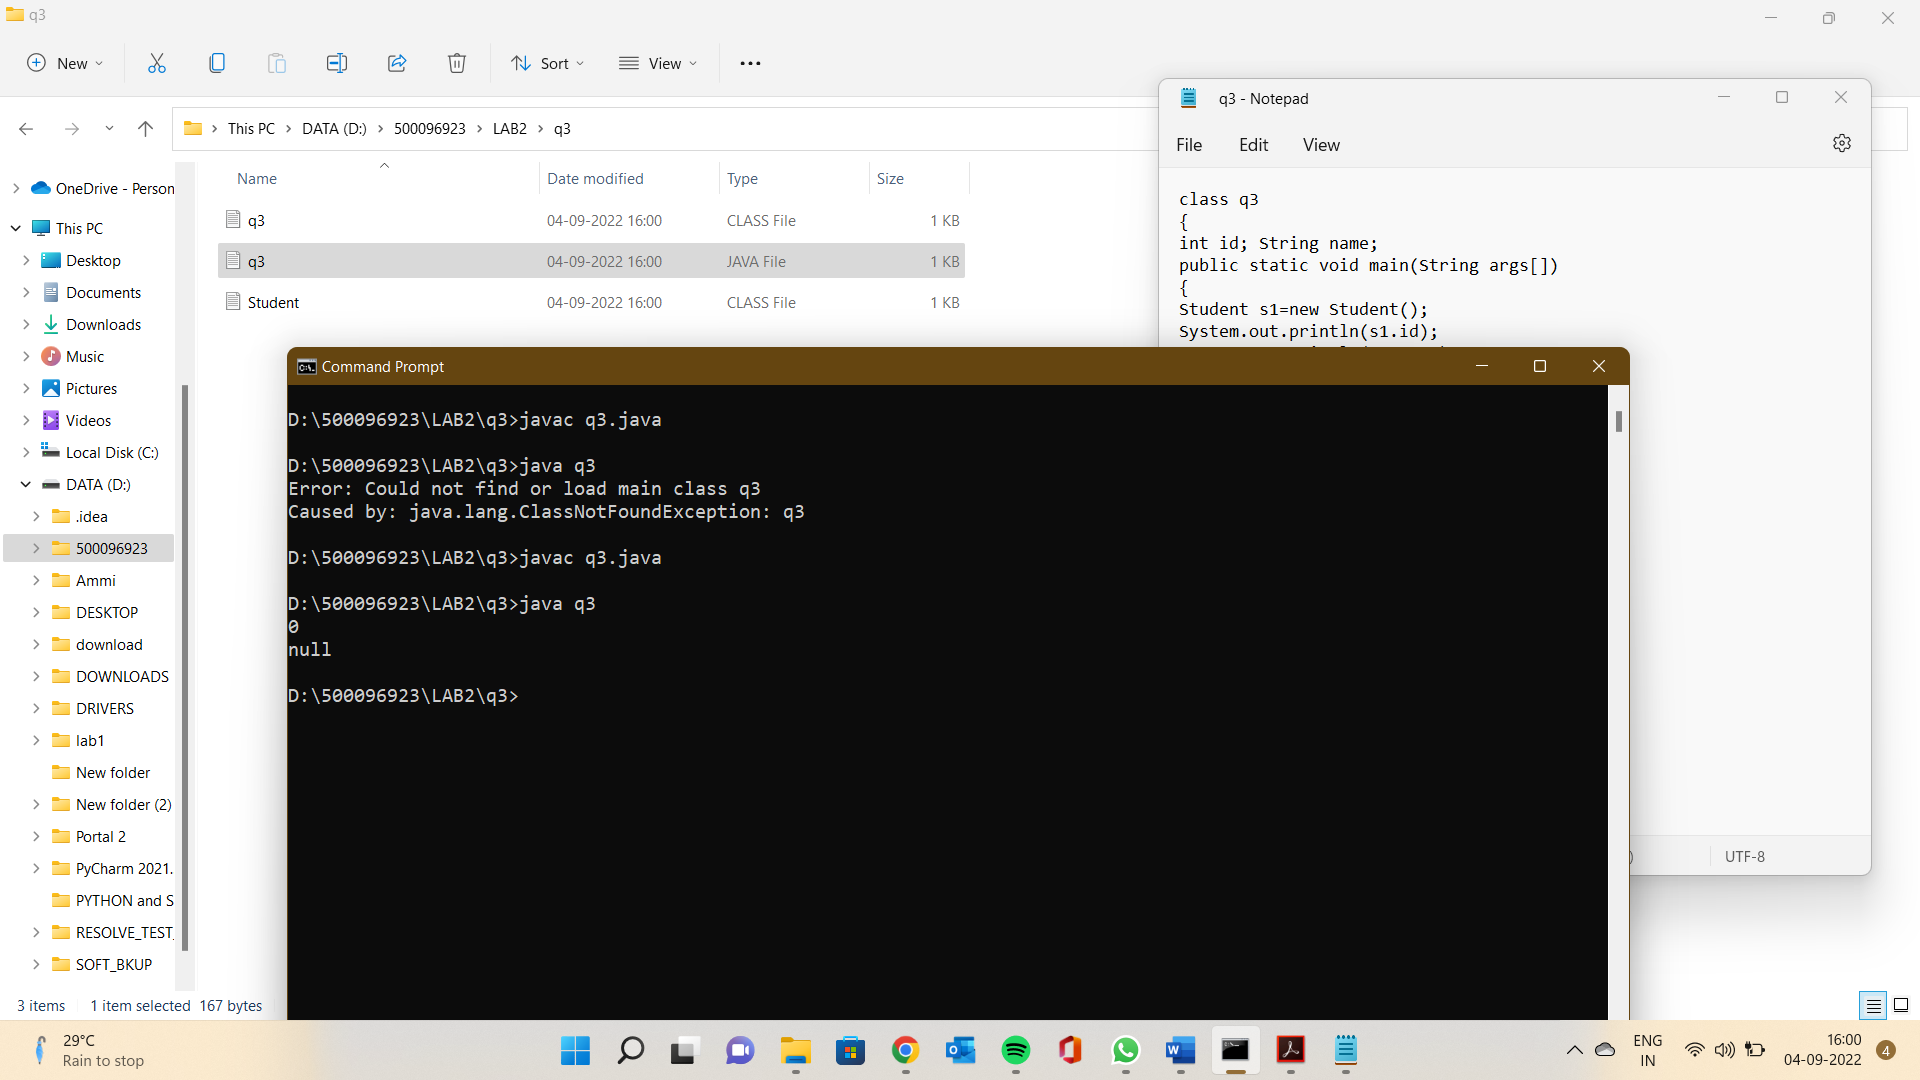 q3
New
Sort
View
This PC > DATA (D:) > 500096923 > LAB2 > q3
Name
Date modified
Type
Size
q3 04-09-2022 16:00 CLASS File 1 KB
q3 04-09-2022 16:00 JAVA File 1 KB
Student 04-09-2022 16:00 CLASS File 1 KB
OneDrive - Person
This PC
Desktop
Documents
Downloads
Music
Pictures
Videos
Local Disk (C:)
DATA (D:)
.idea
500096923
Ammi
DESKTOP
download
DOWNLOADS
DRIVERS
lab1
New folder
New folder (2)
Portal 2
PyCharm 2021.
PYTHON and S
RESOLVE_TEST_
SOFT_BKUP
3 items 1 item selected 167 bytes
q3 - Notepad
File Edit View
class q3
{
int id; String name;
public static void main(String args[])
{
Student s1=new Student();
System.out.println(s1.id);
UTF-8
Command Prompt
D:\500096923\LAB2\q3>javac q3.java
D:\500096923\LAB2\q3>java q3
Error: Could not find or load main class q3
Caused by: java.lang.ClassNotFoundException: q3
D:\500096923\LAB2\q3>javac q3.java
D:\500096923\LAB2\q3>java q3
0
null
D:\500096923\LAB2\q3>
29°C
Rain to stop
ENG
IN
16:00
04-09-2022
4